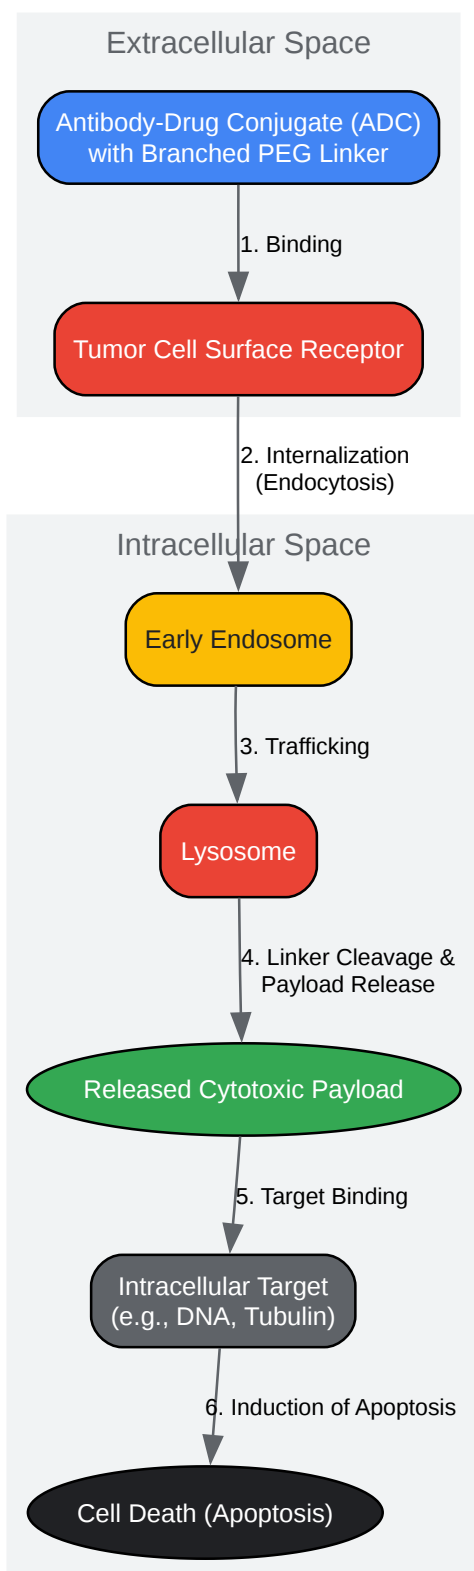 Extracellular Space
Antibody-Drug Conjugate (ADC)
with Branched PEG Linker
1. Binding
Tumor Cell Surface Receptor
2. Internalization
(Endocytosis)
Intracellular Space
Early Endosome
3. Trafficking
Lysosome
4. Linker Cleavage &
Payload Release
Released Cytotoxic Payload
5. Target Binding
Intracellular Target
(e.g., DNA, Tubulin)
6. Induction of Apoptosis
Cell Death (Apoptosis)